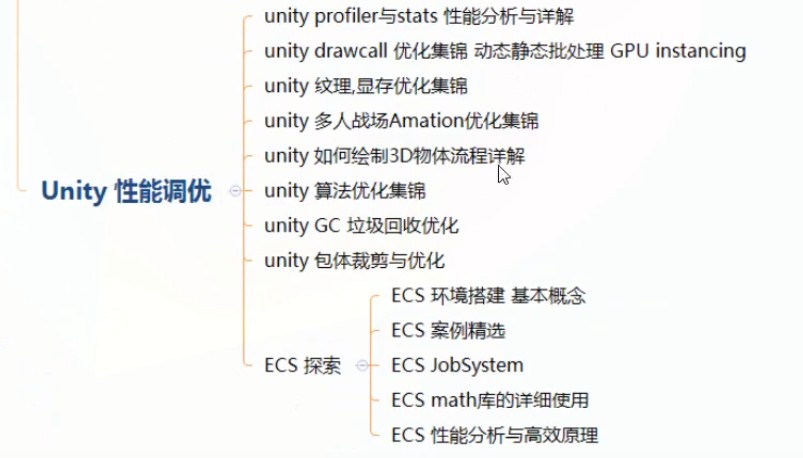 unity profiler与stats 性能分析与详解
unity drawcall 优化集锦 动态静态批处理 GPU instancing
unity 纹理,显存优化集锦
unity 多人战场Amation优化集锦
unity 如何绘制3D物体流程详解
Unity 性能调优
unity 算法优化集锦
unity GC 垃圾回收优化
unity 包体裁剪与优化
ECS 探索
ECS 环境搭建 基本概念
ECS 案例精选
ECS JobSystem
ECS math库的详细使用
ECS 性能分析与高效原理